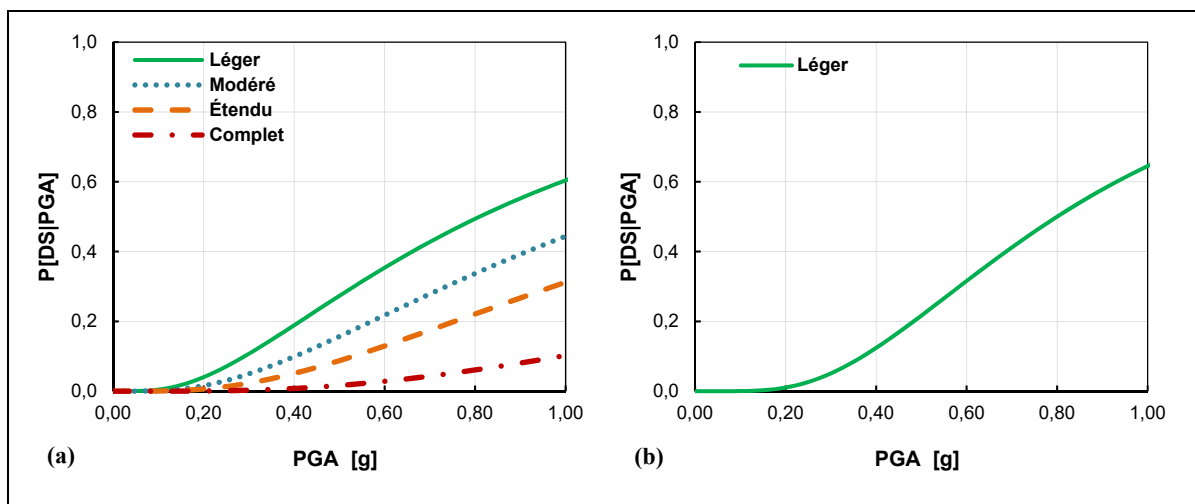 1,0
0,8
0,6
0,4
0,2
0,0
P[DS|PGA]
Léger
Modéré
Étendu
Complet
0,00 0,20 0,40 0,60 0,80 1,00
PGA [g]
(a)
1,0
0,8
0,6
0,4
0,2
0,0
P[DS|PGA]
Léger
0,00 0,20 0,40 0,60 0,80 1,00
PGA [g]
(b)